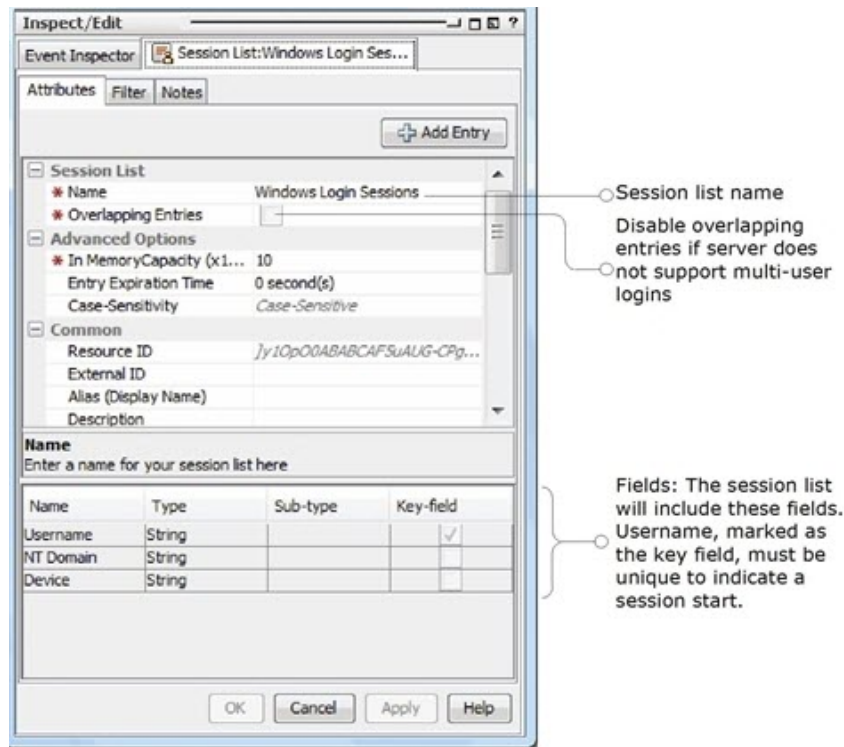 Inspect/Edit
Event Inspector
Session List:Windows Login Ses...
Attributes
Filter
Notes
Add Entry
Session List
* Name Windows Login Sessions
* Overlapping Entries
Advanced Options
* In MemoryCapacity (x1... 10
Entry Expiration Time 0 second(s)
Case-Sensitivity Case-Sensitive
Common
Resource ID
External ID
Alias (Display Name)
Description
Name
Enter a name for your session list here
Name Type Sub-type Key-field
Username String
NT Domain String
Device String
OK Cancel Apply Help
Session list name
Disable overlapping
entries if server does
not support multi-user
logins
Fields: The session list
will include these fields.
Username, marked as
the key field, must be
unique to indicate a
session start.